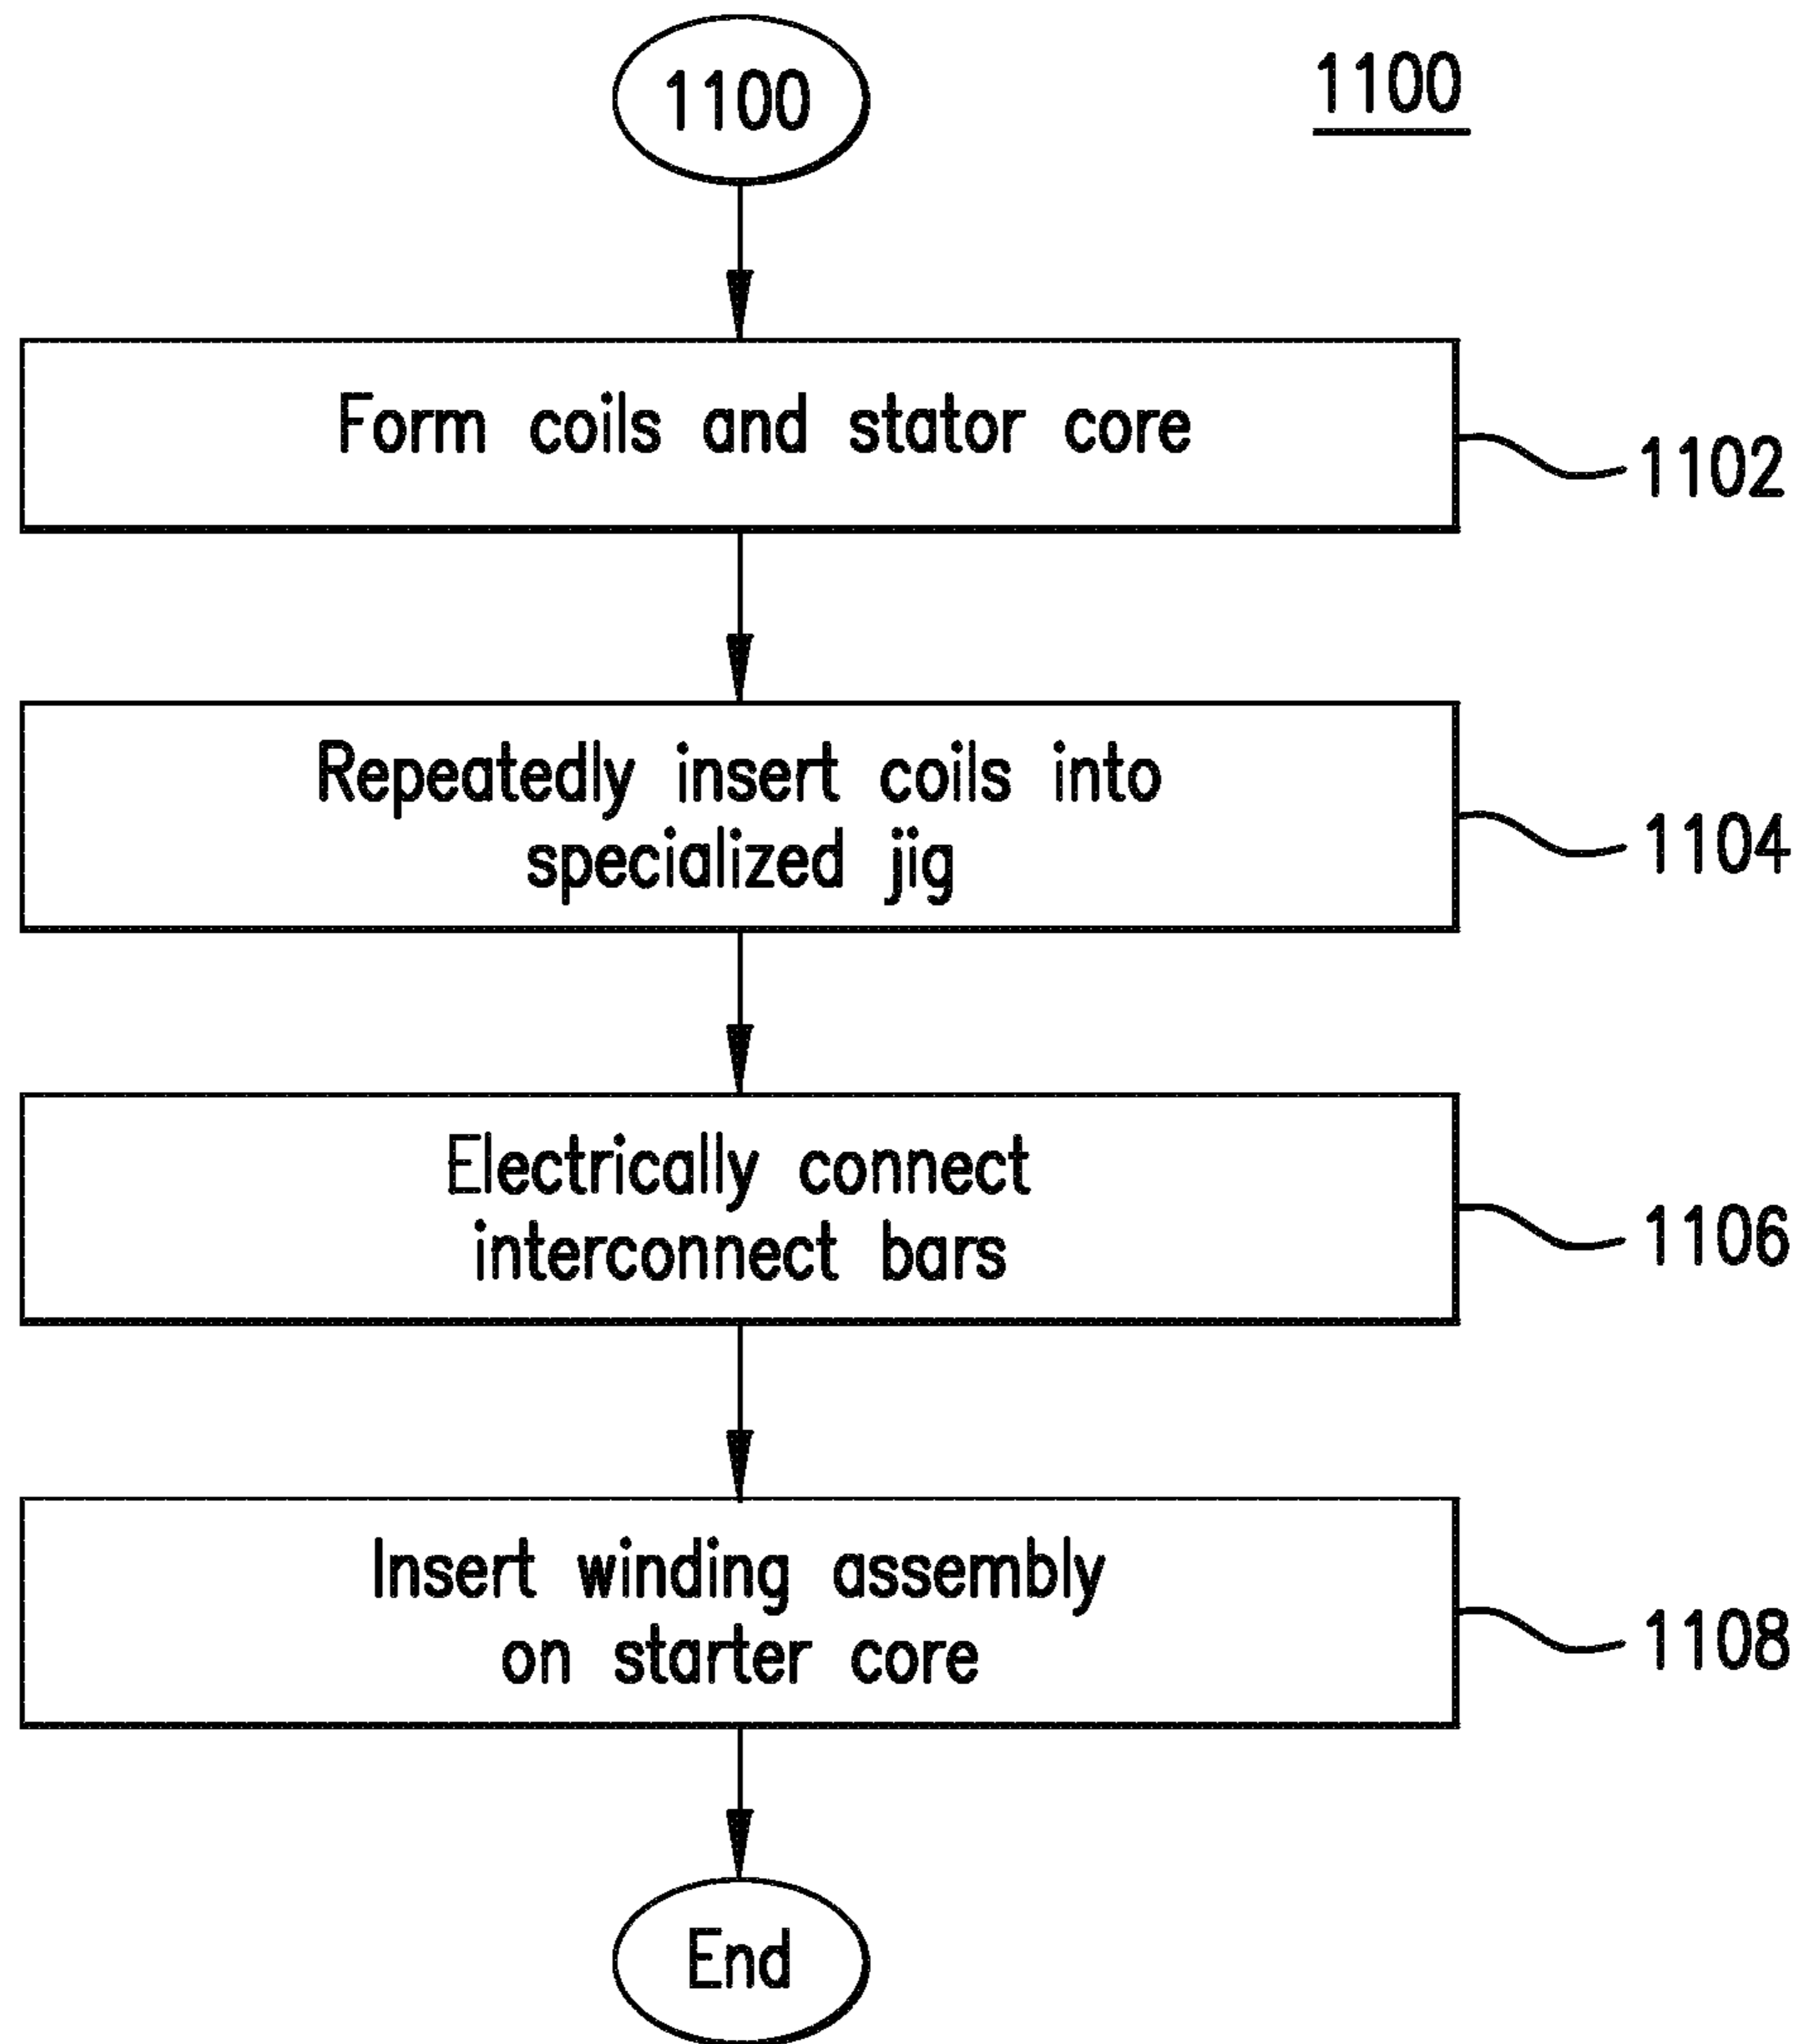 1100
1100
Form coils and stator core
1102
Repeatedly insert coils into
specialized jig
1104
Electrically connect
interconnect bars
1106
Insert winding assembly
on starter core
1108
End